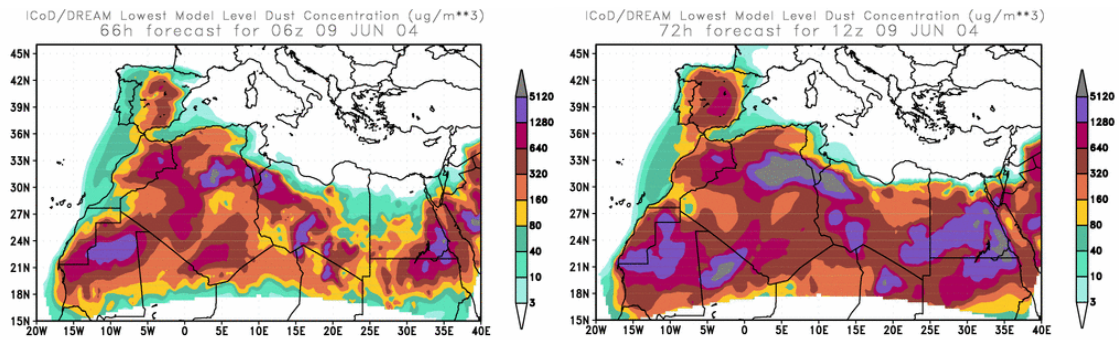 ICoD/DREAM Lowest Model Level Dust Concentration (ug/m**3)
66h forecast for 06z 09 JUN 04
45N
42N
39N
36N
33N
30N
27N
24N
21N
18N
15N
20W 15W 10W 5W 0 5E 10E 15E 20E 25E 30E 35E 40E
5120
1280
640
320
160
80
40
10
3
ICoD/DREAM Lowest Model Level Dust Concentration (ug/m**3)
72h forecast for 12z 09 JUN 04
45N
42N
39N
36N
33N
30N
27N
24N
21N
18N
15N
20W 15W 10W 5W 0 5E 10E 15E 20E 25E 30E 35E 40E
5120
1280
640
320
160
80
40
10
3